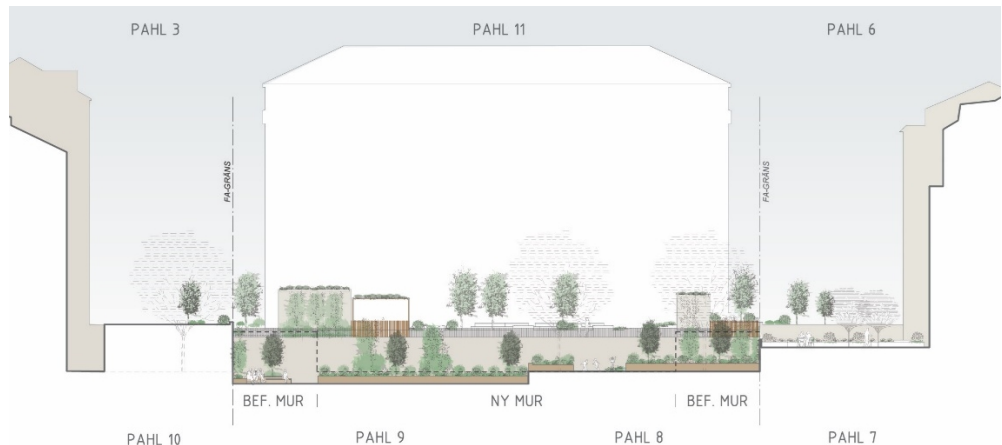 PAHL 3 PAHL 11 PAHL 6
FA-GRÄNS FA-GRÄNS
BEF. MUR NY MUR BEF. MUR
PAHL 10 PAHL 9 PAHL 8 PAHL 7